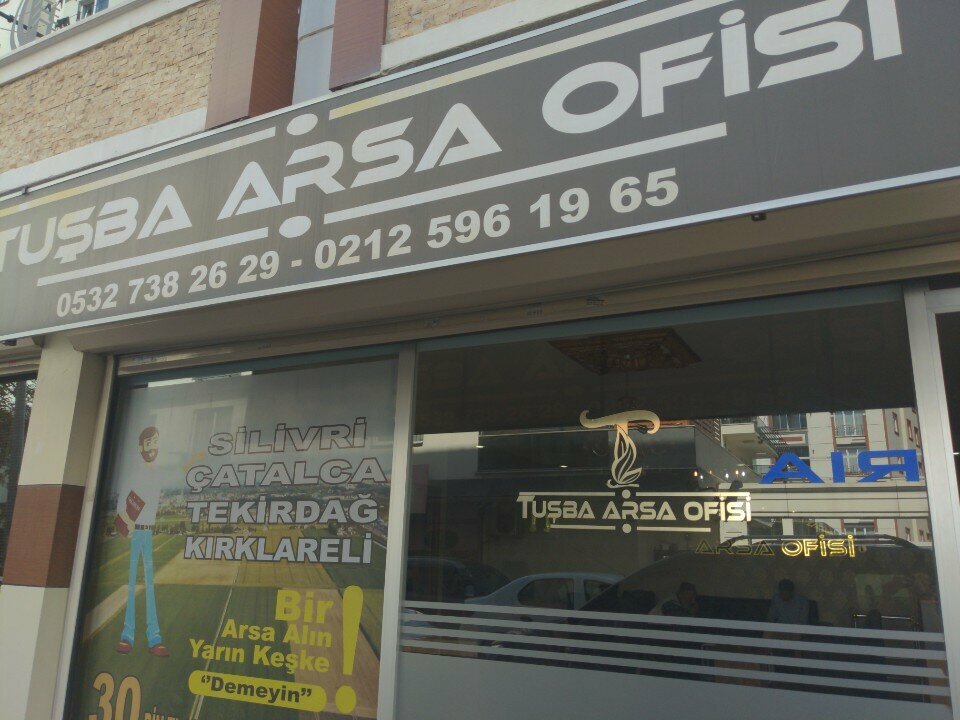 TUŞBA ARSA OFİSİ
0532 738 26 29 - 0212 596 19 65
SİLİVRİ
ÇATALCA
TEKİRDAĞ
KIRKLARELİ
Bir
Arsa Alın
Yarın Keşke
"Demeyin"
!
30
TUŞBA ARSA OFİSİ
ARSA OFİSİ